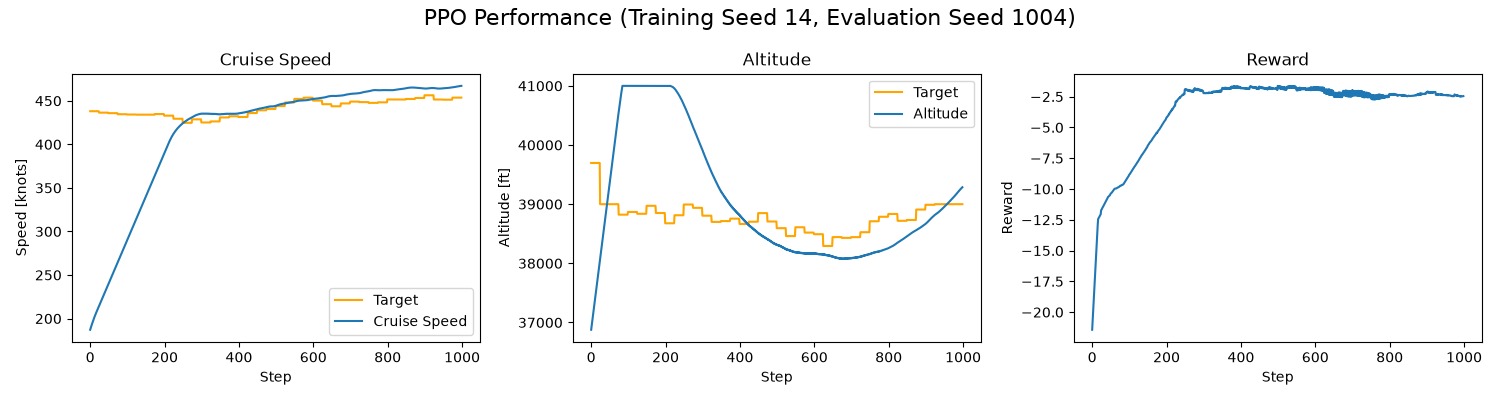 PPO Performance (Training Seed 14, Evaluation Seed 1004)
Cruise Speed
Speed [knots]
450
400
350
300
250
200
0 200 400 600 800 1000
Step
Target
Cruise Speed
Altitude
Altitude [ft]
41000
40000
39000
38000
37000
0 200 400 600 800 1000
Step
Target
Altitude
Reward
Reward
−2.5
−5.0
−7.5
−10.0
−12.5
−15.0
−17.5
−20.0
0 200 400 600 800 1000
Step